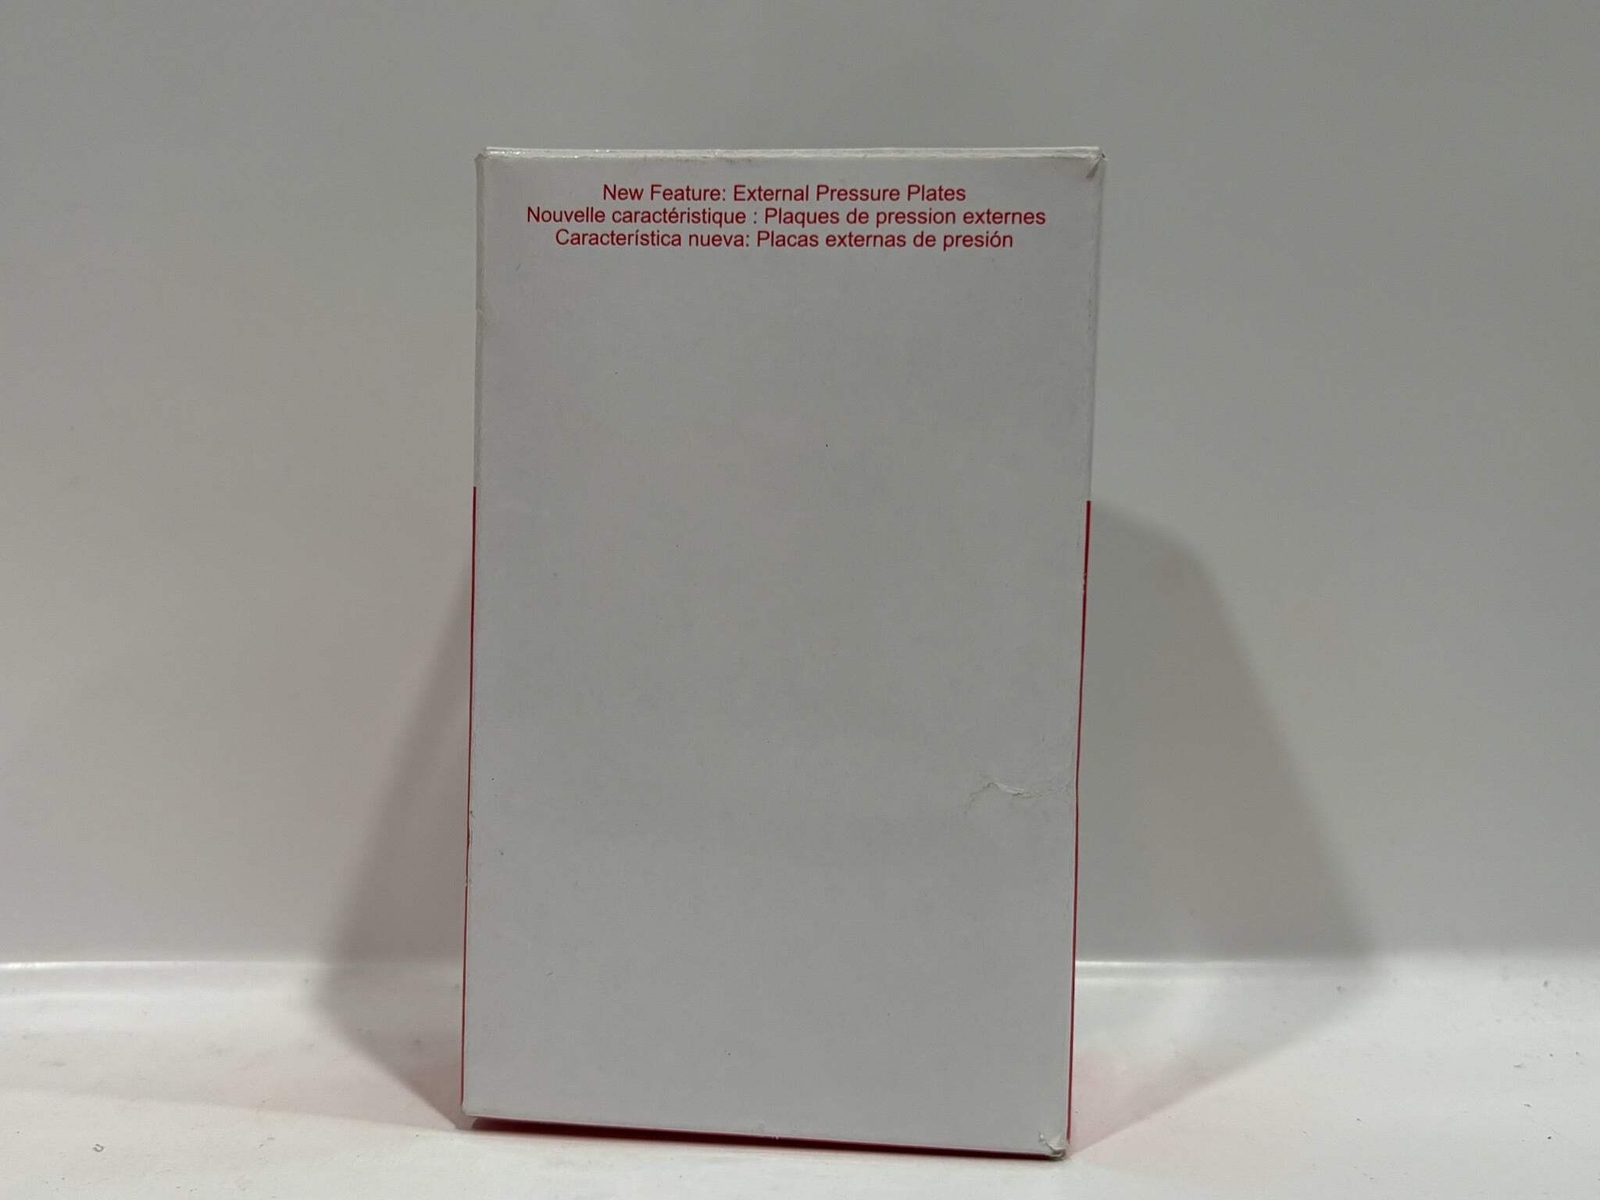 New Feature: External Pressure Plates
Nouvelle caractéristique : Plaques de pression externes
Característica nueva: Placas externas de presión